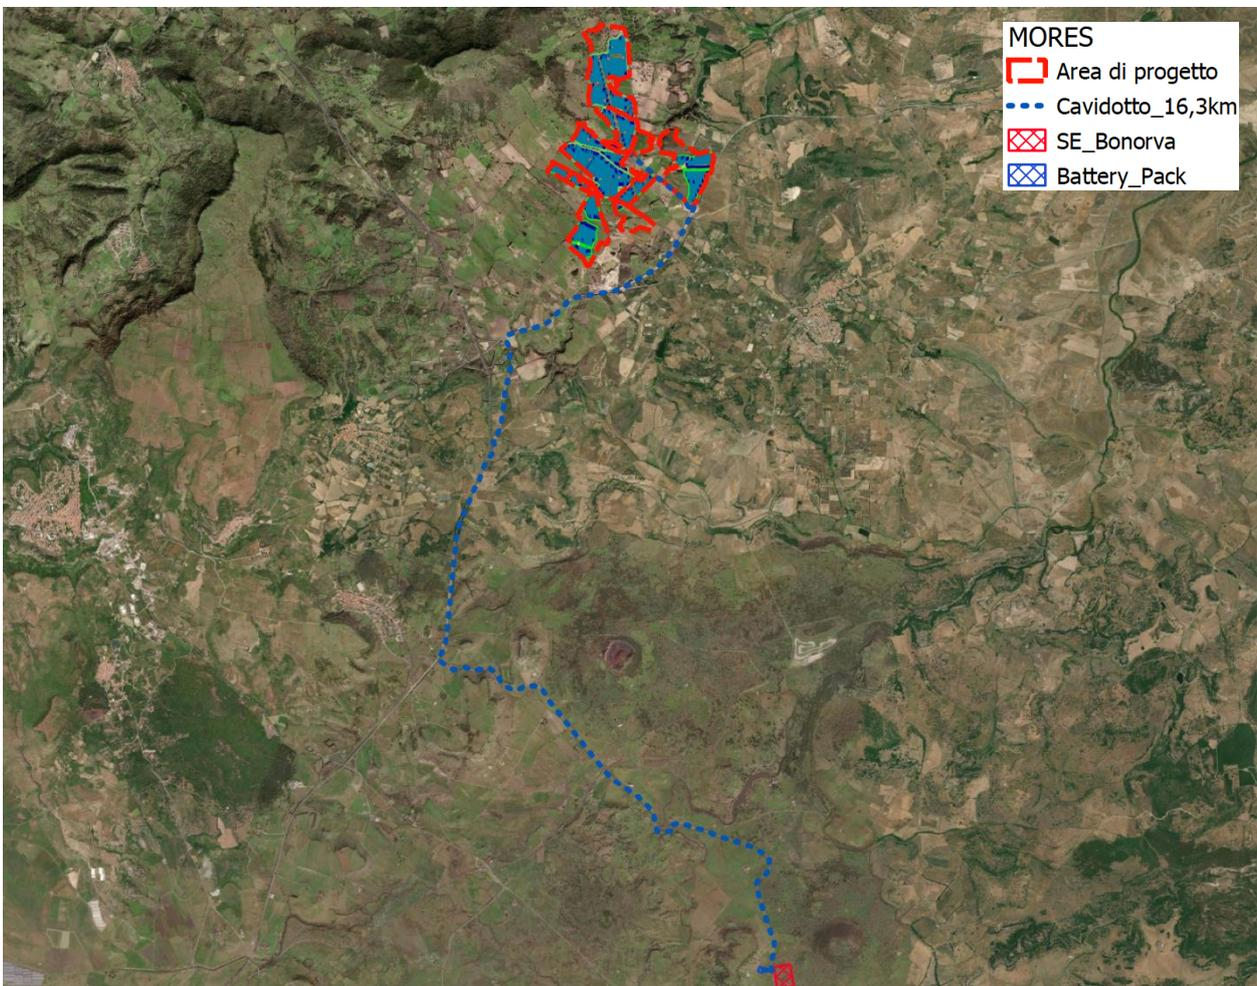 MORES
Area di progetto
Cavidotto_16,3km
SE_Bonorva
Battery_Pack